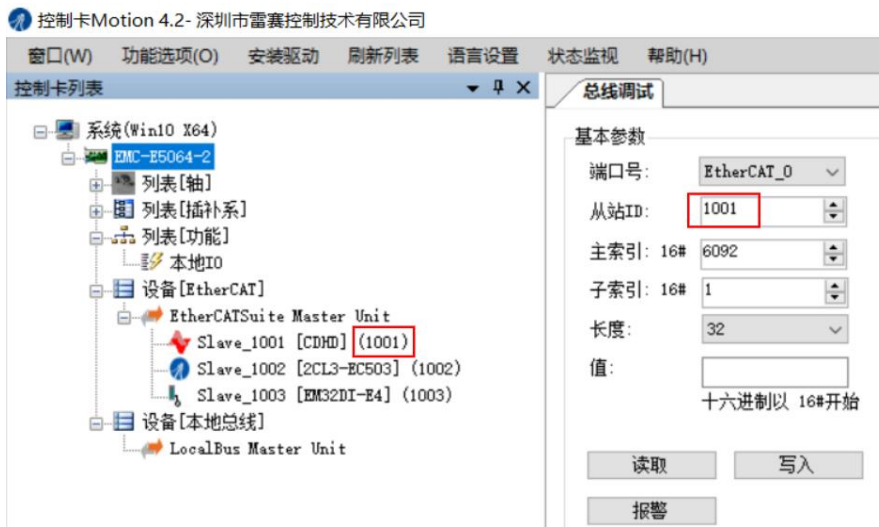 控制卡Motion 4.2- 深圳市雷赛控制技术有限公司
窗口(W) 功能选项(O) 安装驱动 刷新列表 语言设置 状态监视 帮助(H)
控制卡列表
系统(Win10 X64)
EMC-E5064-2
列表[轴]
列表[插补系]
列表[功能]
本地IO
设备[EtherCAT]
EtherCATSuite Master Unit
Slave_1001 [CDHD] (1001)
Slave_1002 [2CL3-EC503] (1002)
Slave_1003 [EM32DI-E4] (1003)
设备[本地总线]
LocalBus Master Unit
总线调试
基本参数
端口号: EtherCAT_0
从站ID: 1001
主索引: 16# 6092
子索引: 16# 1
长度: 32
值:
十六进制以 16#开始
读取 写入
报警